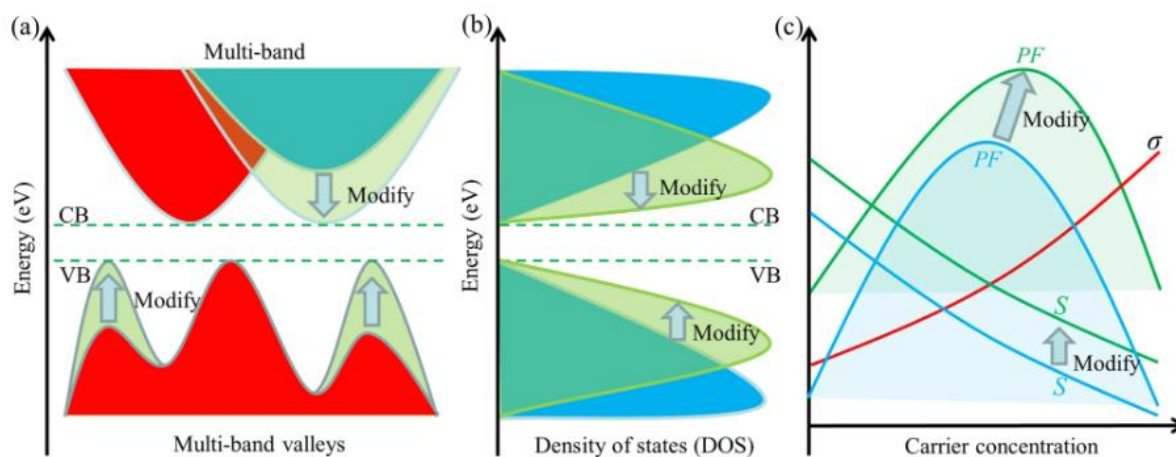 (a)
Multi-band
Energy (eV)
CB
VB
Modify
Modify
Multi-band valleys
(b)
Energy (eV)
CB
VB
Modify
Modify
Density of states (DOS)
(c)
PF
Modify
PF
σ
S
Modify
S
Carrier concentration